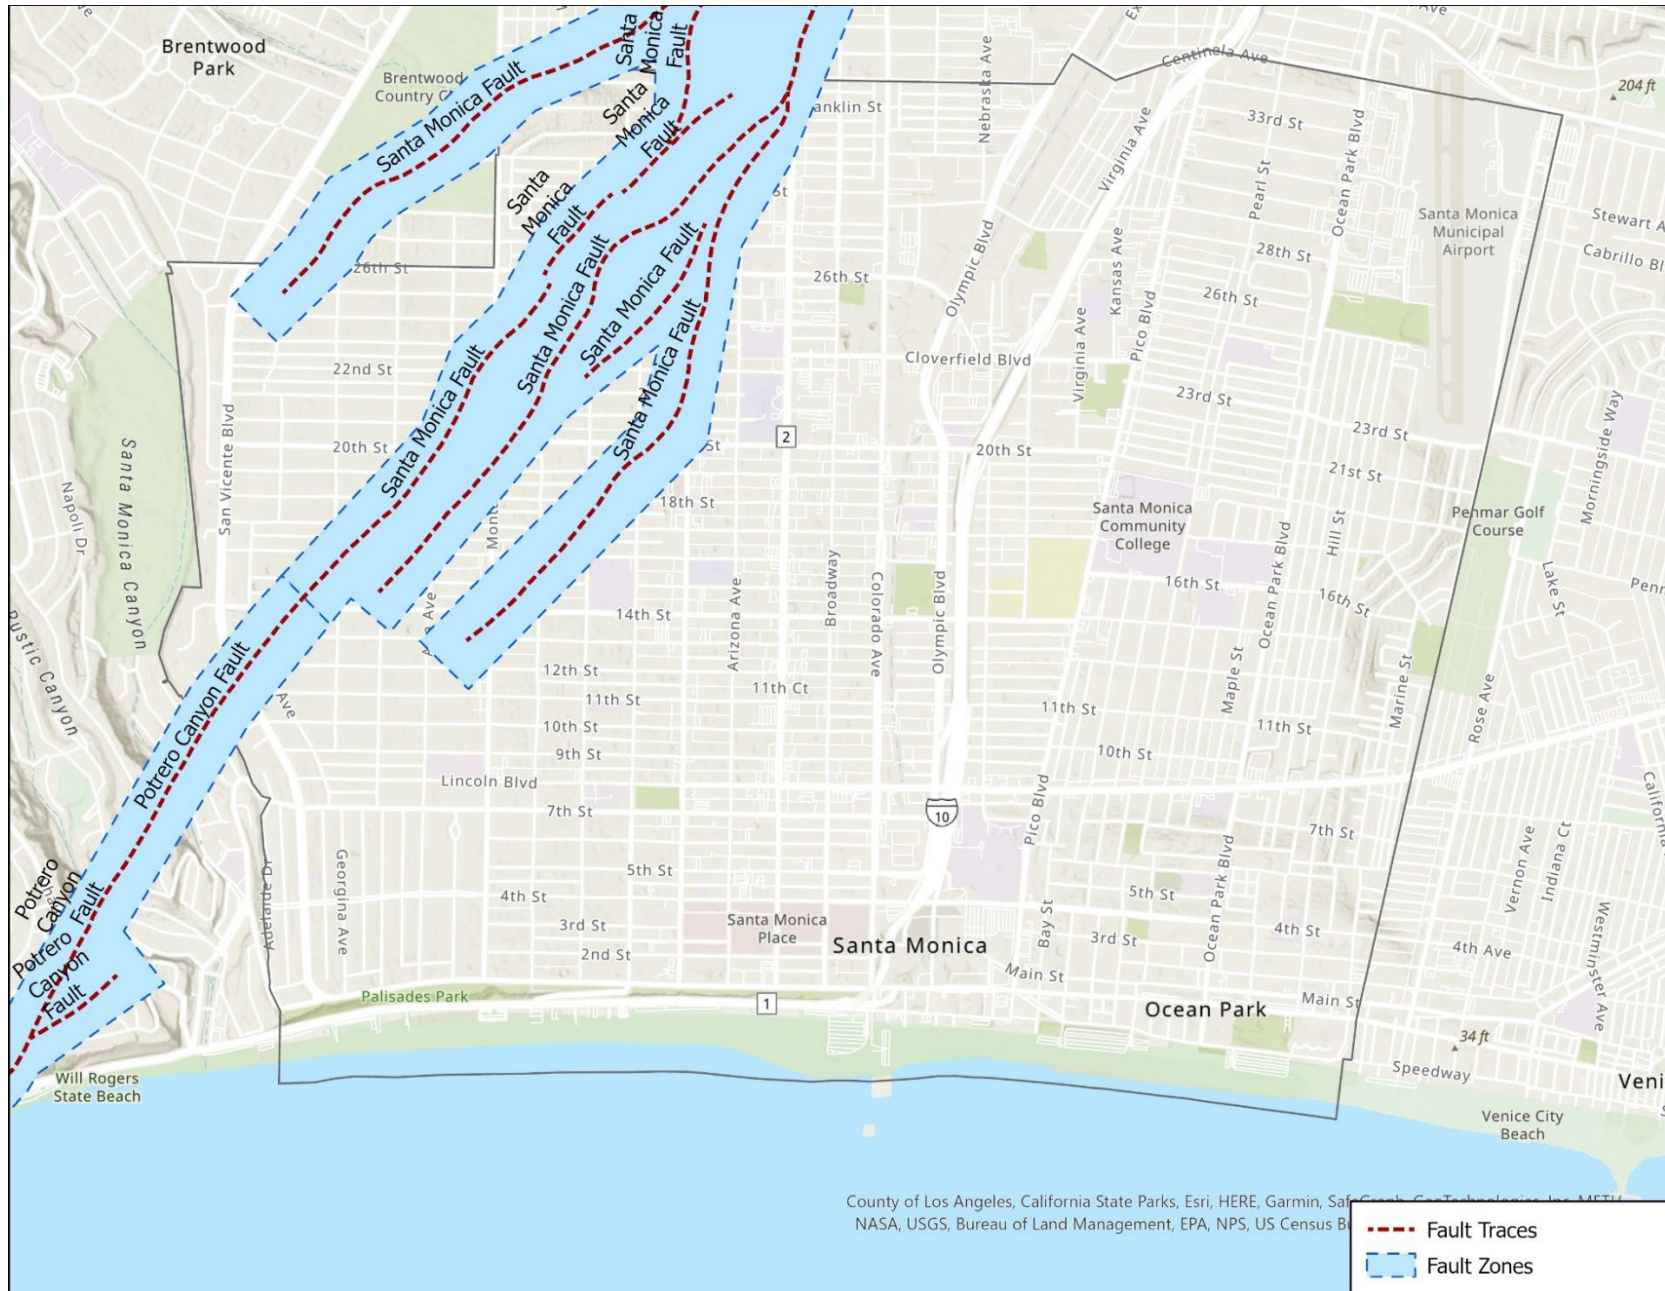 Brentwood
Park
Brentwood
Country C
Santa Monica Fault
Santa
Monica
Fault
Santa
Monica
Fault
Santa
Monica
Fault
Centinela Ave
204 ft
anklin St
Nebraska Ave
33rd St
Virginia Ave
Pearl St
Ocean Park Blvd
Santa Monica
Municipal
Airport
Stewart A
Cabrillo Bl
28th St
26th St
26th St
26th St
Olympic Blvd
Kansas Ave
Pico Blvd
Virginia Ave
Cloverfield Blvd
Santa Monica Fault
Santa Monica Fault
Santa Monica Fault
Santa Monica Fault
22nd St
23rd St
23rd St
Morningside Way
San Vicente Blvd
20th St
2
20th St
21st St
St
18th St
Santa Monica Canyon
Napoli Dr
Rustic Canyon
Mont
Santa Monica
Community
College
Hill St
Penmar Golf
Course
Lake St
Penn
16th St
16th St
Ocean Park Blvd
14th St
Arizona Ave
Broadway
Colorado Ave
Olympic Blvd
Ave
12th St
11th Ct
11th St
Maple St
Marine St
Rose Ave
Potrero Canyon Fault
Ave
11th St
11th St
10th St
10th St
9th St
Lincoln Blvd
7th St
10
Pico Blvd
7th St
California
Vernon Ave
Indiana Ct
Potrero
Canyon
Fault
Adelaide Dr
Georgina Ave
5th St
5th St
Ocean Park Blvd
4th St
Santa Monica
Place
Bay St
4th St
Westminster Ave
3rd St
3rd St
4th Ave
Potrero
Canyon
Fault
2nd St
Santa Monica
Main St
Palisades Park
1
Ocean Park
Main St
34 ft
Speedway
Will Rogers
State Beach
Veni
Venice City
Beach
County of Los Angeles, California State Parks, Esri, HERE, Garmin,
NASA, USGS, Bureau of Land Management, EPA, NPS, US Census
Fault Traces
Fault Zones